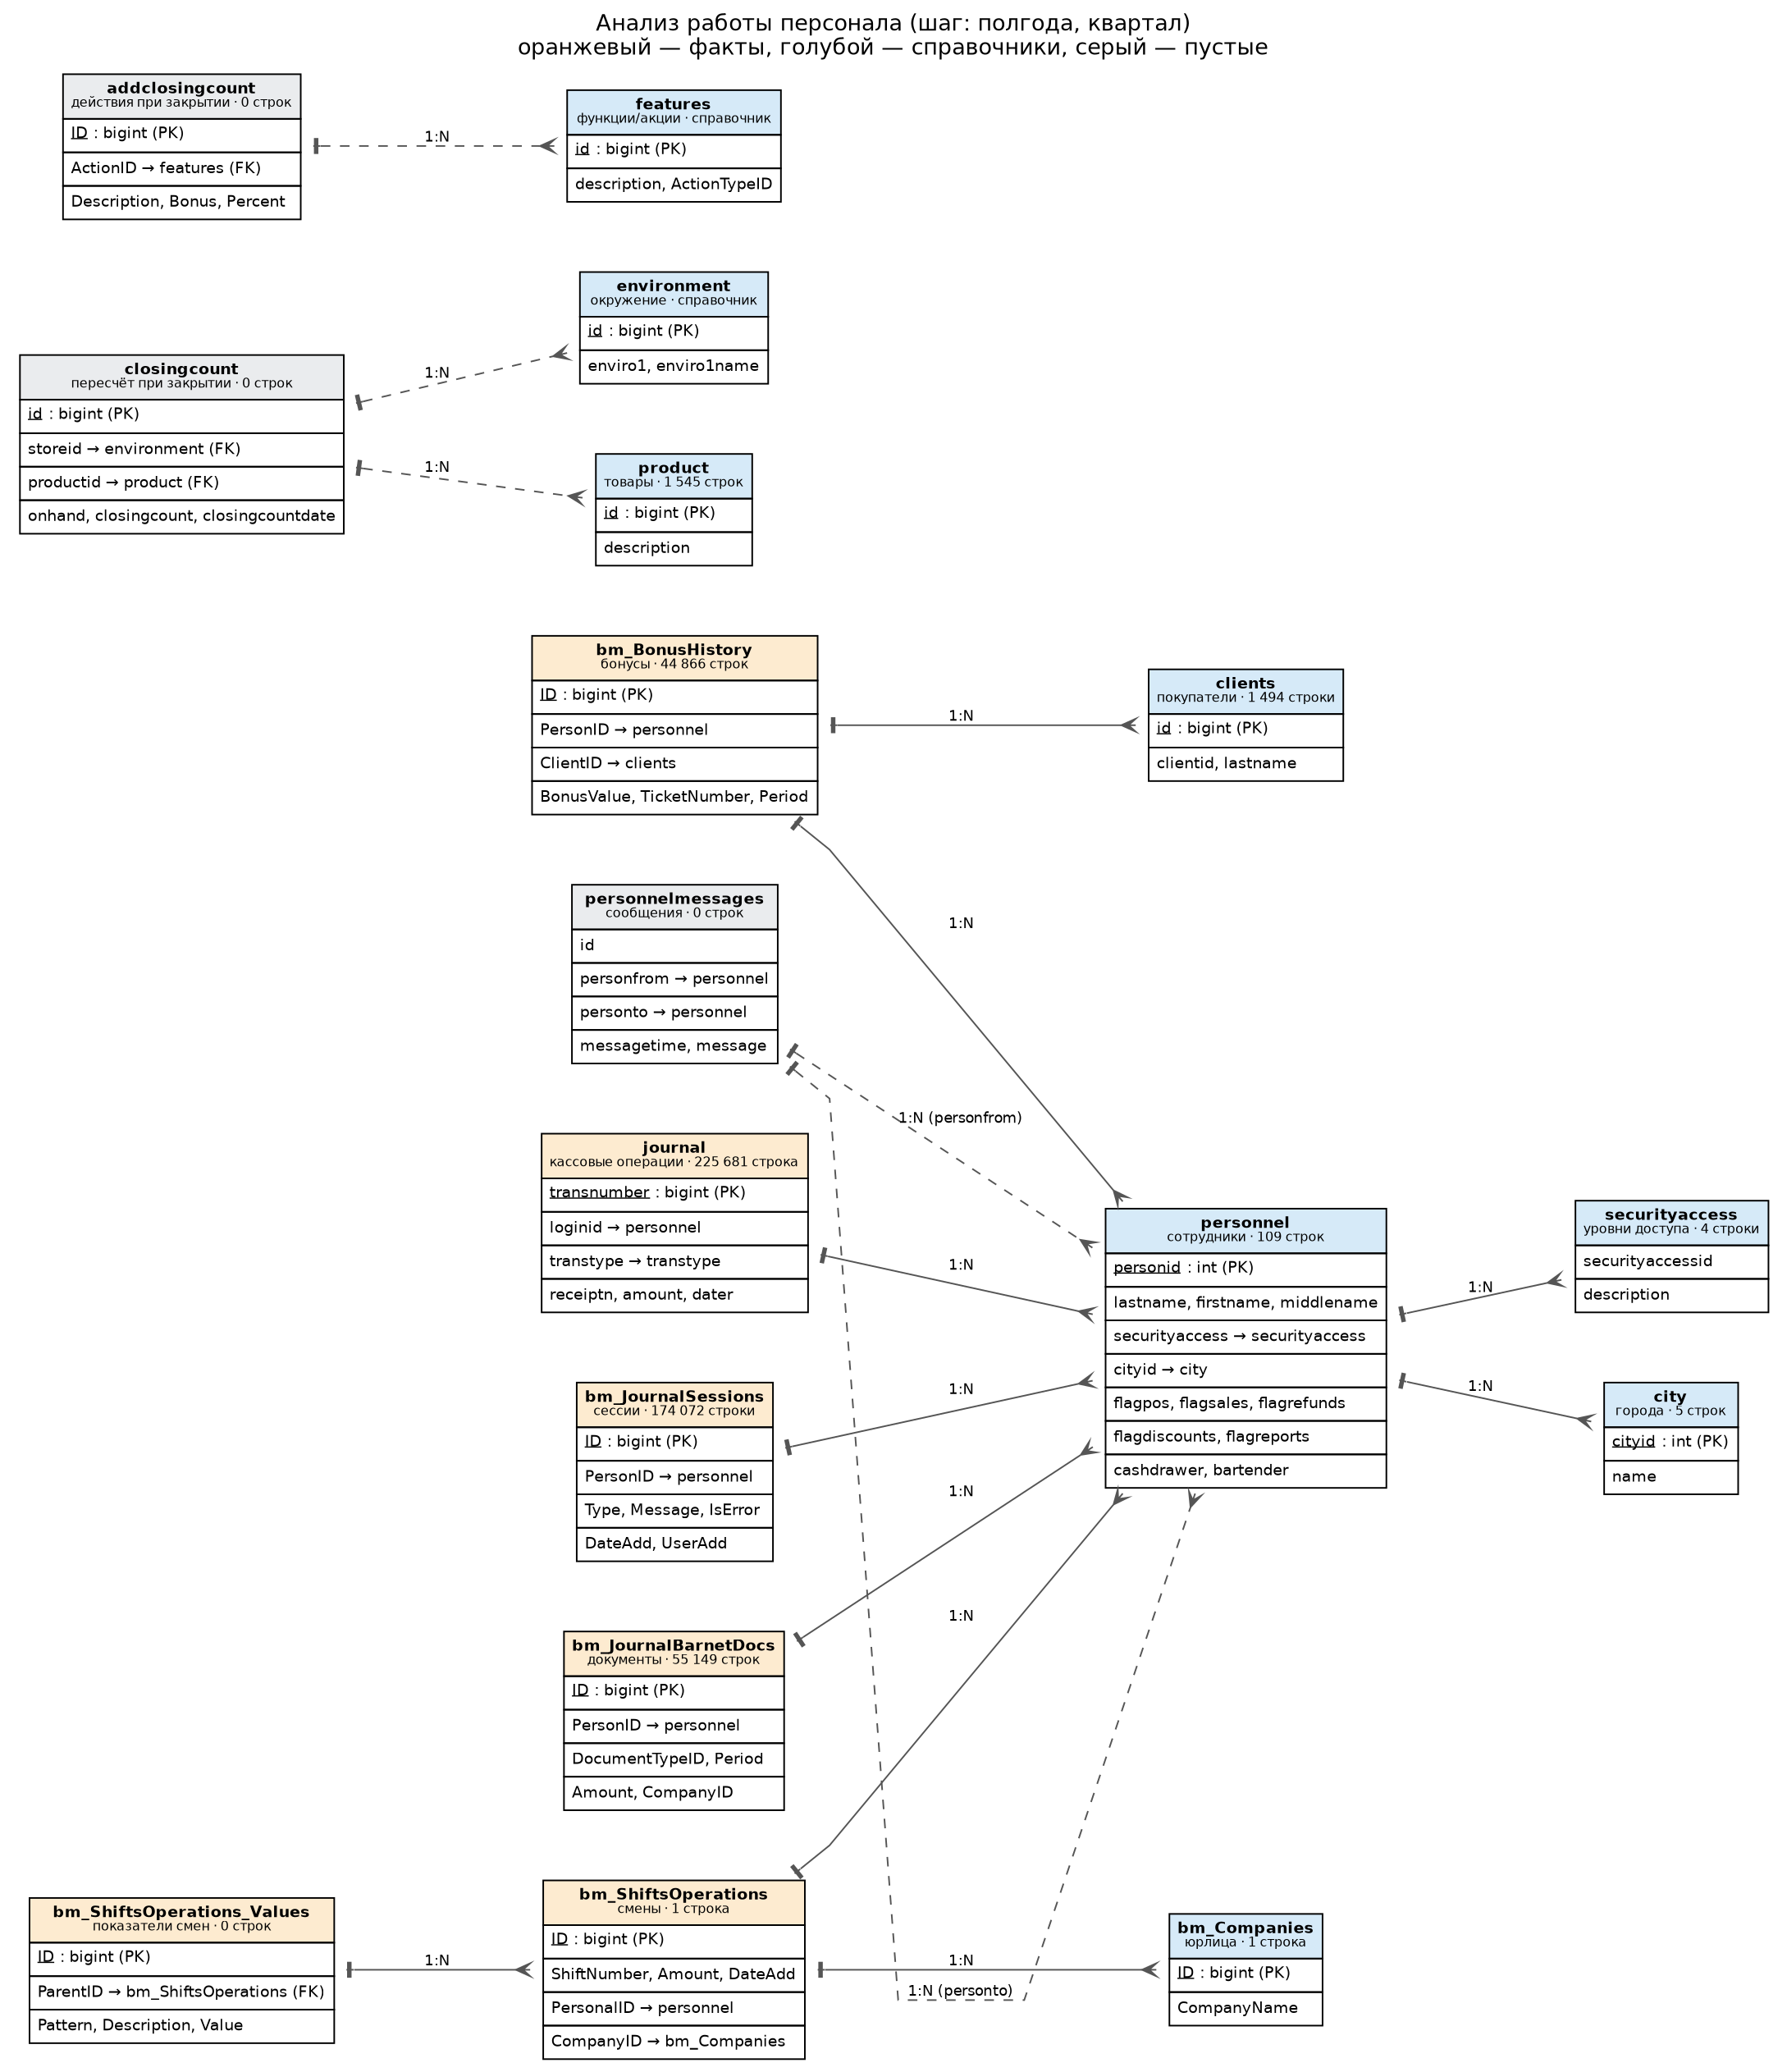 Анализ работы персонала (шаг: полгода, квартал)
оранжевый — факты, голубой — справочники, серый — пустые
addclosingcount
действия при закрытии · 0 строк
ID : bigint (PK)
ActionID → features (FK)
Description, Bonus, Percent
1:N
features
функции/акции · справочник
id : bigint (PK)
description, ActionTypeID
environment
окружение · справочник
id : bigint (PK)
enviro1, enviro1name
closingcount
пересчёт при закрытии · 0 строк
id : bigint (PK)
storeid → environment (FK)
productid → product (FK)
onhand, closingcount, closingcountdate
1:N
1:N
product
товары · 1 545 строк
id : bigint (PK)
description
bm_BonusHistory
бонусы · 44 866 строк
ID : bigint (PK)
PersonID → personnel
ClientID → clients
BonusValue, TicketNumber, Period
1:N
clients
покупатели · 1 494 строки
id : bigint (PK)
clientid, lastname
1:N
personnelmessages
сообщения · 0 строк
id
personfrom → personnel
personto → personnel
messagetime, message
1:N (personfrom)
journal
кассовые операции · 225 681 строка
transnumber : bigint (PK)
loginid → personnel
transtype → transtype
receiptn, amount, dater
1:N
personnel
сотрудники · 109 строк
personid : int (PK)
lastname, firstname, middlename
securityaccess → securityaccess
cityid → city
flagpos, flagsales, flagrefunds
flagdiscounts, flagreports
cashdrawer, bartender
1:N
securityaccess
уровни доступа · 4 строки
securityaccessid
description
1:N
city
города · 5 строк
cityid : int (PK)
name
bm_JournalSessions
сессии · 174 072 строки
ID : bigint (PK)
PersonID → personnel
Type, Message, IsError
DateAdd, UserAdd
1:N
1:N
bm_JournalBarnetDocs
документы · 55 149 строк
ID : bigint (PK)
PersonID → personnel
DocumentTypeID, Period
Amount, CompanyID
1:N
bm_ShiftsOperations_Values
показатели смен · 0 строк
ID : bigint (PK)
ParentID → bm_ShiftsOperations (FK)
Pattern, Description, Value
1:N
bm_ShiftsOperations
смены · 1 строка
ID : bigint (PK)
ShiftNumber, Amount, DateAdd
PersonalID → personnel
CompanyID → bm_Companies
1:N
1:N (personto)
bm_Companies
юрлица · 1 строка
ID : bigint (PK)
CompanyName